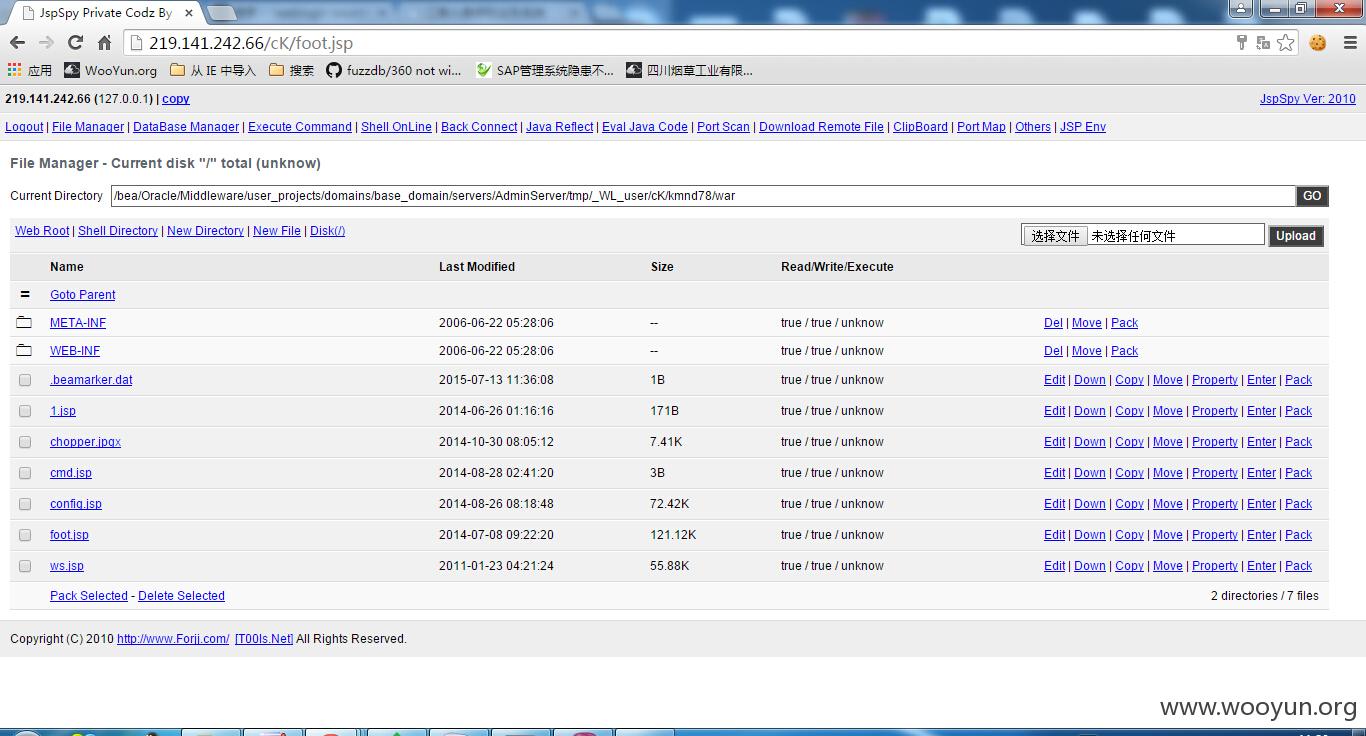 JspSpy Private Codz By
219.141.242.66/cK/foot.jsp
应用 WooYun.org 从 IE 中导入 搜索 fuzzdb/360 not wi... SAP管理系统隐患不... 四川烟草工业有限...
219.141.242.66 (127.0.0.1) | copy JspSpy Ver: 2010
Logout | File Manager | DataBase Manager | Execute Command | Shell OnLine | Back Connect | Java Reflect | Eval Java Code | Port Scan | Download Remote File | ClipBoard | Port Map | Others | JSP Env
File Manager - Current disk "/" total (unknow)
Current Directory /bea/Oracle/Middleware/user_projects/domains/base_domain/servers/AdminServer/tmp/_WL_user/cK/kmnd78/war GO
Web Root | Shell Directory | New Directory | New File | Disk(/) 选择文件 未选择任何文件 Upload
Name Last Modified Size Read/Write/Execute
= Goto Parent
META-INF 2006-06-22 05:28:06 -- true / true / unknow Del | Move | Pack
WEB-INF 2006-06-22 05:28:06 -- true / true / unknow Del | Move | Pack
.beamarker.dat 2015-07-13 11:36:08 1B true / true / unknow Edit | Down | Copy | Move | Property | Enter | Pack
1.jsp 2014-06-26 01:16:16 171B true / true / unknow Edit | Down | Copy | Move | Property | Enter | Pack
chopper.jpgx 2014-10-30 08:05:12 7.41K true / true / unknow Edit | Down | Copy | Move | Property | Enter | Pack
cmd.jsp 2014-08-28 02:41:20 3B true / true / unknow Edit | Down | Copy | Move | Property | Enter | Pack
config.jsp 2014-08-26 08:18:48 72.42K true / true / unknow Edit | Down | Copy | Move | Property | Enter | Pack
foot.jsp 2014-07-08 09:22:20 121.12K true / true / unknow Edit | Down | Copy | Move | Property | Enter | Pack
ws.jsp 2011-01-23 04:21:24 55.88K true / true / unknow Edit | Down | Copy | Move | Property | Enter | Pack
Pack Selected - Delete Selected 2 directories / 7 files
Copyright (C) 2010 http://www.Forjj.com/ [T00ls.Net] All Rights Reserved.
www.wooyun.org